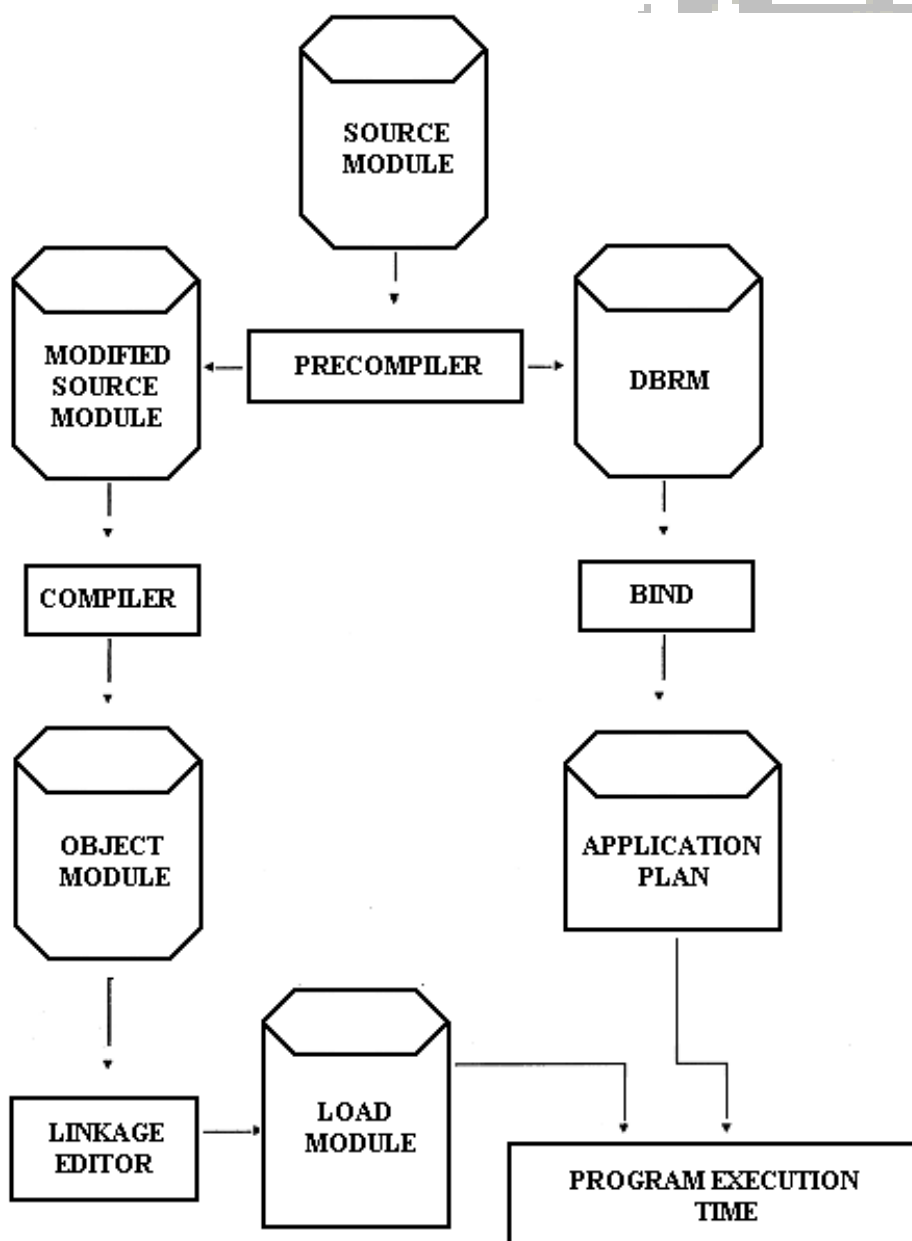 SOURCE
MODULE
MODIFIED
SOURCE
MODULE
PRECOMPILER
DBRM
COMPILER
BIND
OBJECT
MODULE
APPLICATION
PLAN
LINKAGE
EDITOR
LOAD
MODULE
PROGRAM EXECUTION
TIME